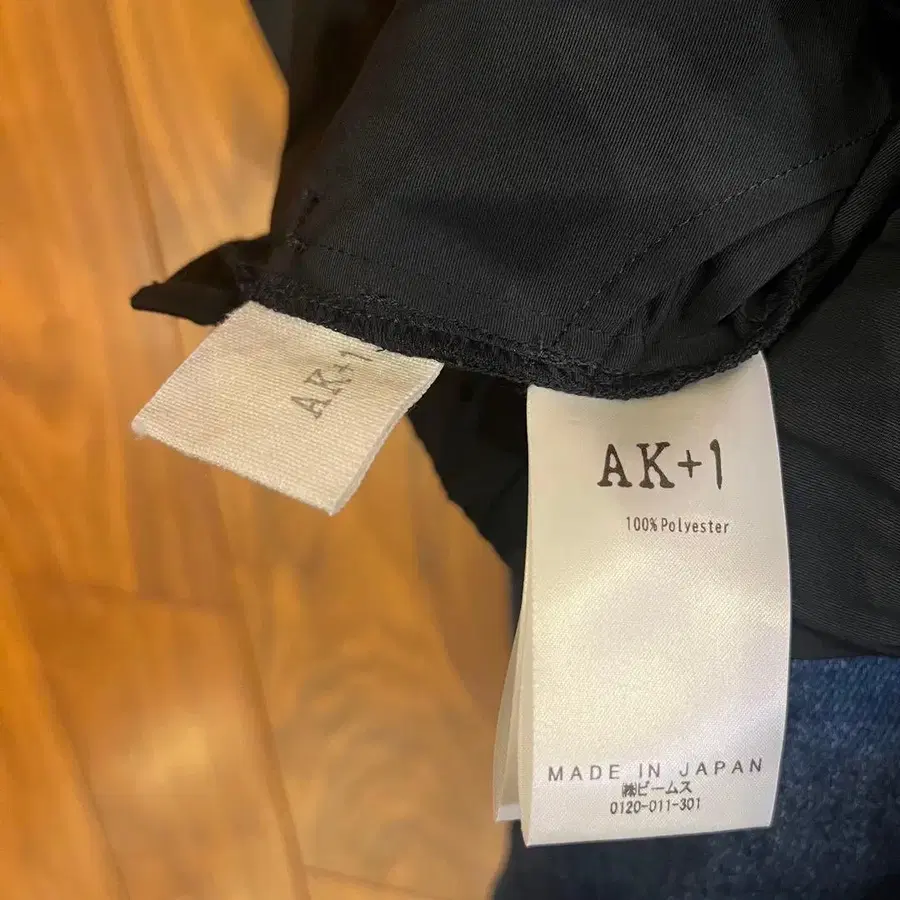 AK+1
AK+1
100% Polyester
MADE IN JAPAN
㈱ビームス
0120-011-301